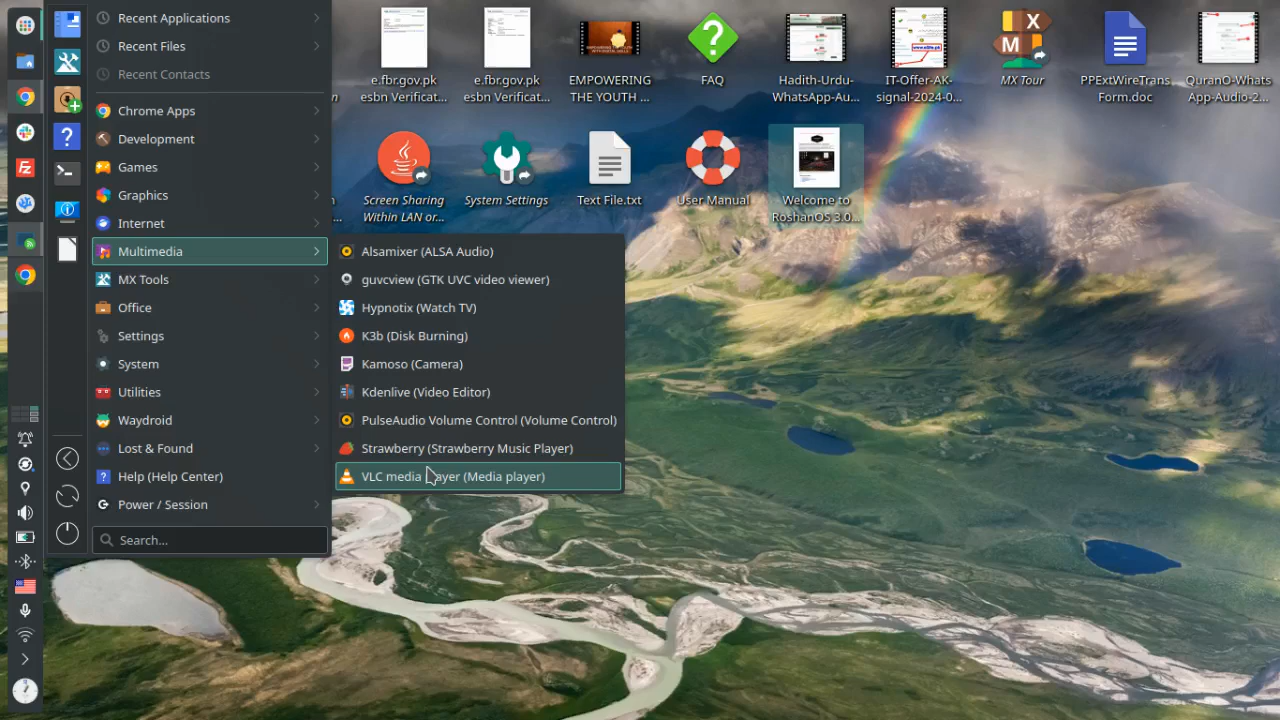 Recent Applications
Recent Files
Recent Contacts
Chrome Apps
Development
Games
Graphics
Multimedia
MX Tools
Office
Settings
System
Utilities
Waydroid
Lost & Found
Help (Help Center)
Power / Session
Search...
Alsamixer (ALSA Audio)
guvcview (GTK UVC video viewer)
Hypnotix (Watch TV)
K3b (Disk Burning)
Kamoso (Camera)
Kdenlive (Video Editor)
PulseAudio Volume Control (Volume Control)
Strawberry (Strawberry Music Player)
VLC media player (Media player)
e.fbr.gov.pk
esbn Verificat...
e.fbr.gov.pk
esbn Verificat...
EMPOWERING
THE YOUTH ...
FAQ
Hadith-Urdu-
WhatsApp-Au...
IT-Offer-AK-
signal-2024-0...
MX Tour
PPExtWireTrans
Form.doc
QuranO-Whats
App-Audio-2...
Screen Sharing
Within LAN or...
System Settings
Text File.txt
User Manual
Welcome to
RoshanOS 3.0...